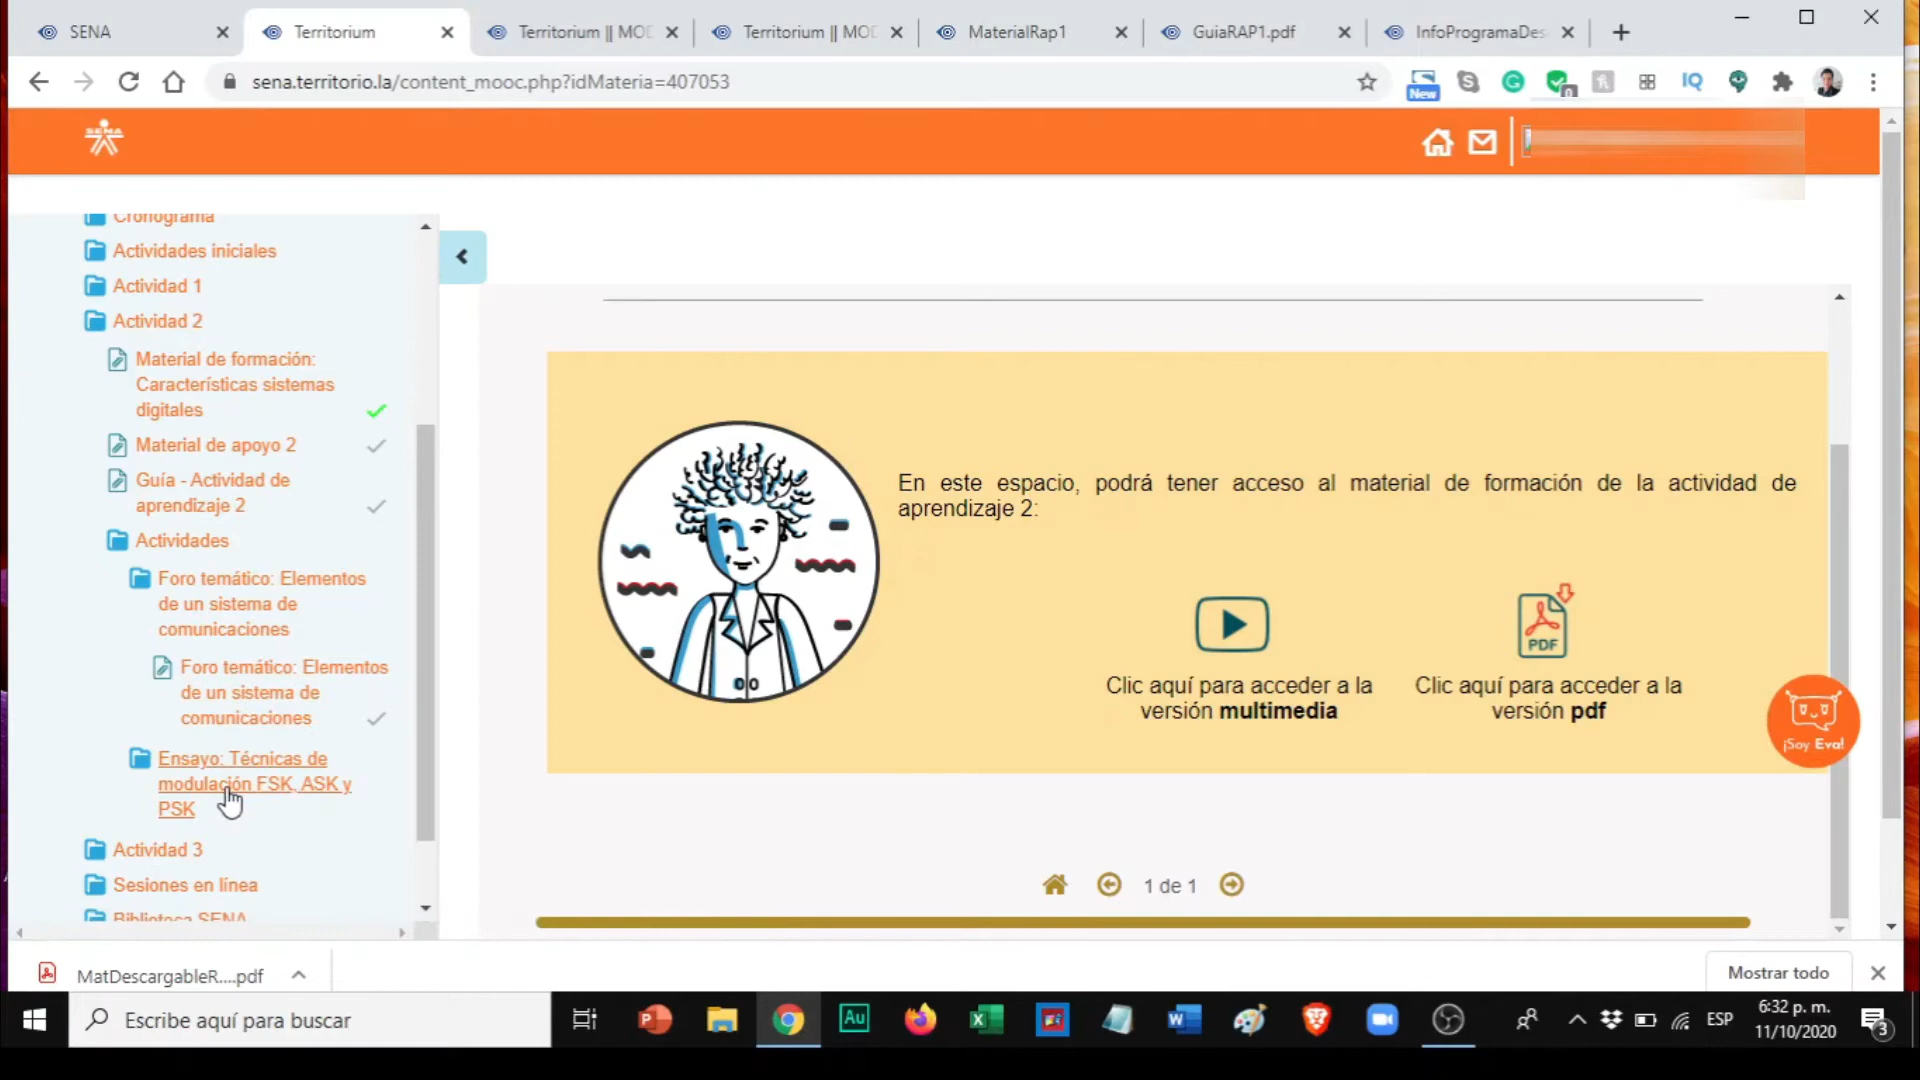 SENA
Territorium
Territorium || MOD
Territorium || MOD
MaterialRap1
GuiaRAP1.pdf
InfoProgramaDes
sena.territorio.la/content_mooc.php?idMateria=407053
New
0
IQ
SENA
Cronograma
Actividades iniciales
Actividad 1
Actividad 2
Material de formación:
Características sistemas
digitales
Material de apoyo 2
Guía - Actividad de
aprendizaje 2
Actividades
Foro temático: Elementos
de un sistema de
comunicaciones
Foro temático: Elementos
de un sistema de
comunicaciones
Ensayo: Técnicas de
modulación FSK, ASK y
PSK
Actividad 3
Sesiones en línea
Biblioteca SENA
En este espacio, podrá tener acceso al material de formación de la actividad de
aprendizaje 2:
PDF
Clic aquí para acceder a la
versión multimedia
Clic aquí para acceder a la
versión pdf
¡Soy Eva!
1 de 1
MatDescargableR....pdf
Mostrar todo
Escribe aquí para buscar
Au
ESP
6:32 p. m.
11/10/2020
3